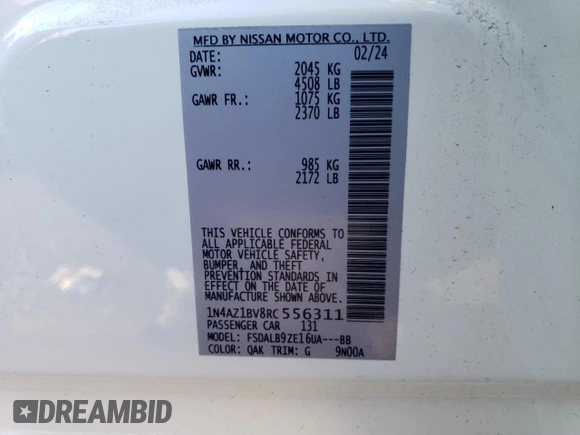 MFD BY NISSAN MOTOR CO., LTD.
DATE: 02/24
GVWR: 2045 KG
4508 LB
GAWR FR.: 1075 KG
2370 LB
GAWR RR.: 985 KG
2172 LB
THIS VEHICLE CONFORMS TO
ALL APPLICABLE FEDERAL
MOTOR VEHICLE SAFETY,
BUMPER, AND THEFT
PREVENTION STANDARDS IN
EFFECT ON THE DATE OF
MANUFACTURE SHOWN ABOVE.
1N4AZ1BV8RC556311
PASSENGER CAR 131
MODEL: FSDALB9ZE16UA---BB
COLOR: QAK TRIM: G 9N00A
DREAMBID